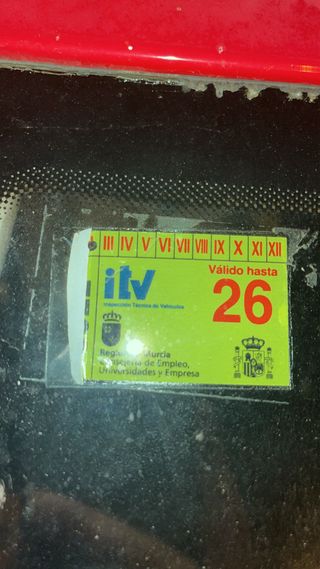 III IV V VI VII VIII IX X XI XII
itv
Inspección Técnica de Vehículos
Válido hasta
26
Región de Murcia
Consejería de Empleo,
Universidades y Empresa